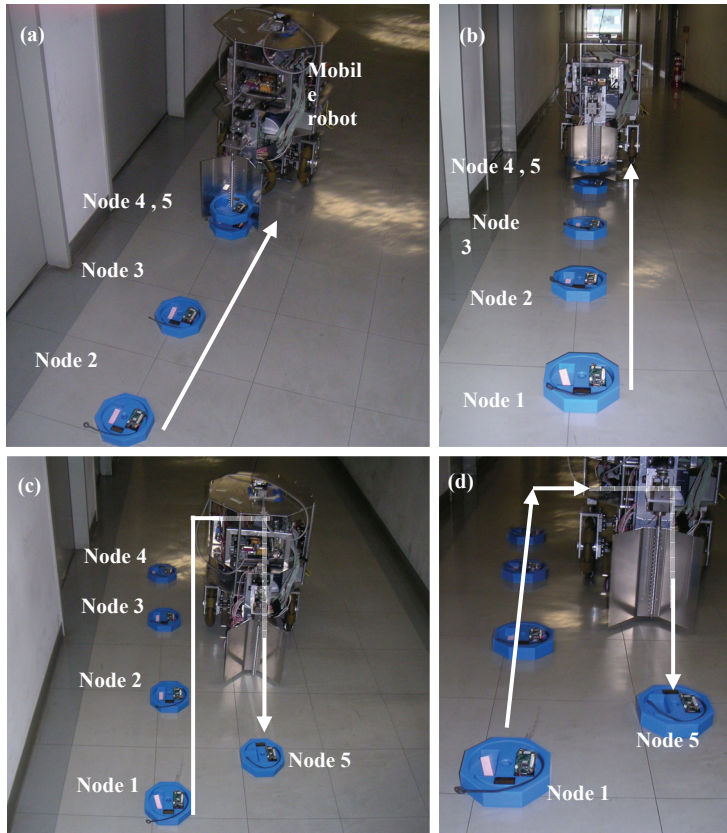 (a)
Mobil
e
robot
Node 4 , 5
Node 3
Node 2
(b)
Node 4 , 5
Node
3
Node 2
Node 1
(c)
Node 4
Node 3
Node 2
Node 1
Node 5
(d)
Node 5
Node 1